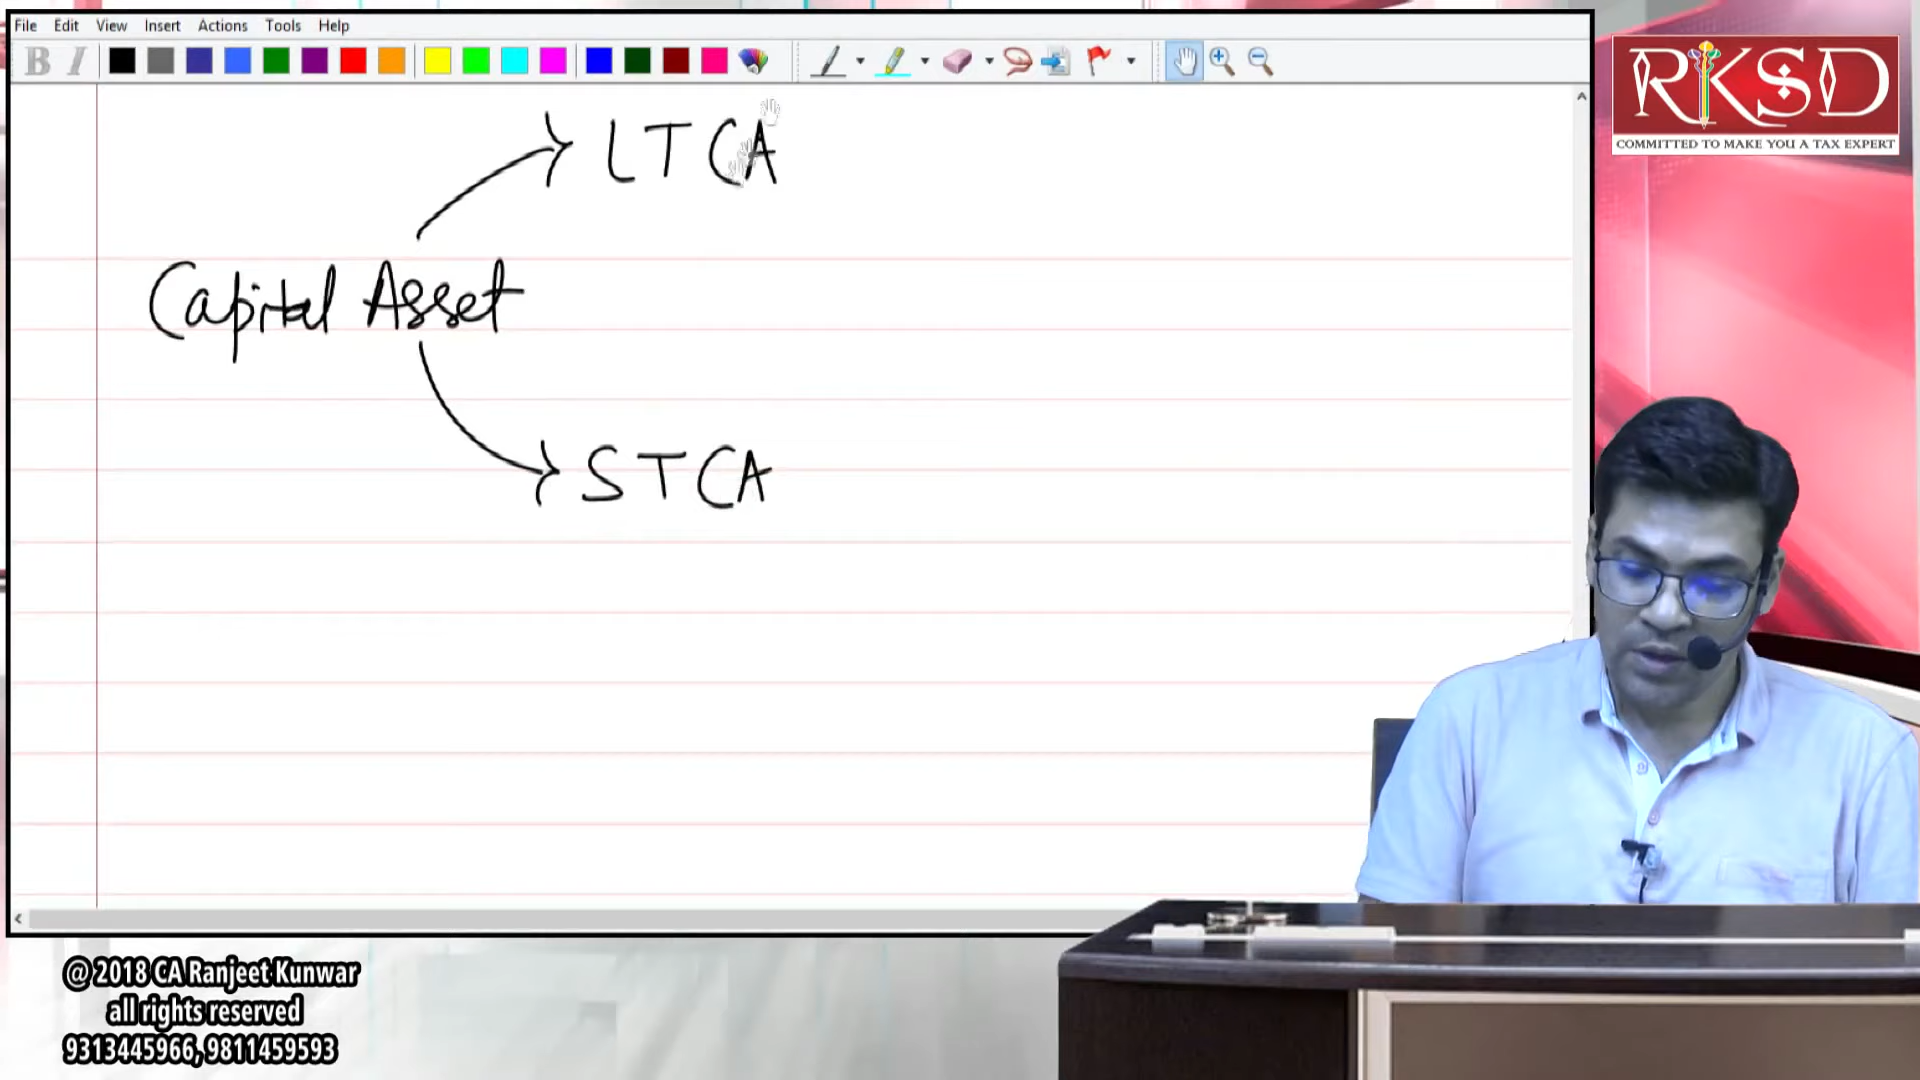 File Edit View Insert Actions Tools Help
B I
RKSD
COMMITTED TO MAKE YOU A TAX EXPERT
LTCA
Capital Asset
STCA
@ 2018 CA Ranjeet Kunwar
all rights reserved
9313445966, 9811459593